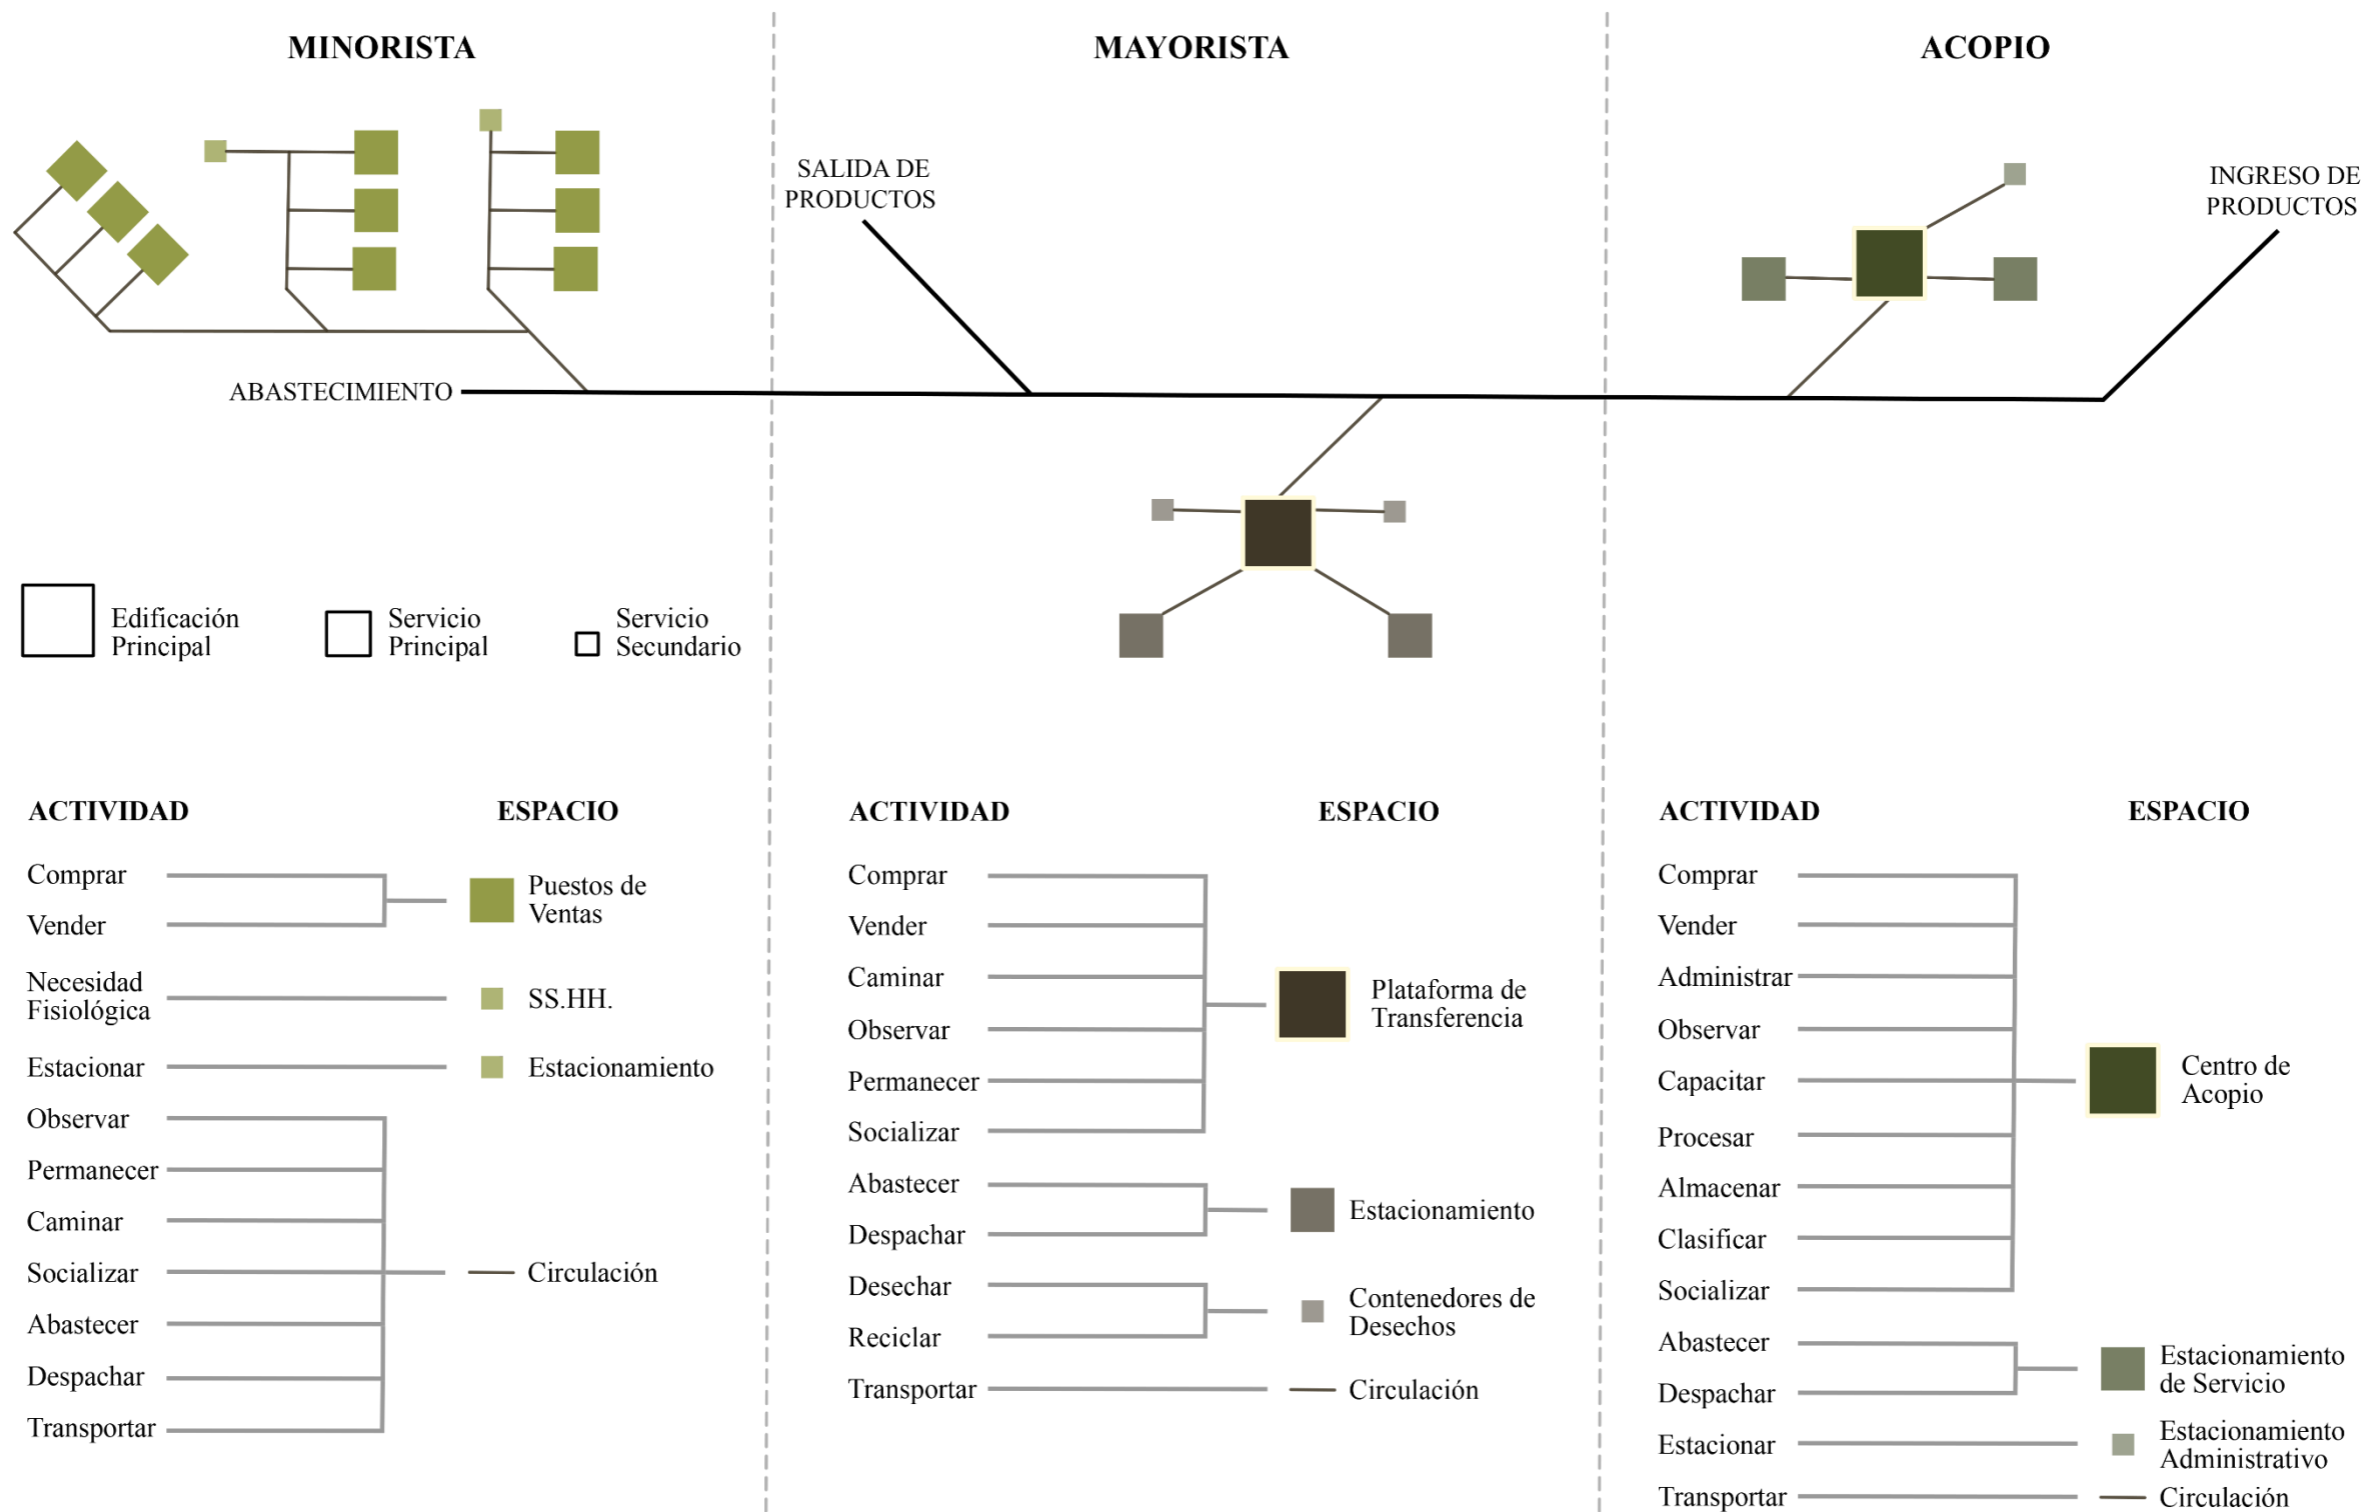 MINORISTA
MAYORISTA
ACOPIO
SALIDA DE
PRODUCTOS
INGRESO DE
PRODUCTOS
ABASTECIMIENTO
Edificación
Principal
Servicio
Principal
Servicio
Secundario
ACTIVIDAD
ESPACIO
Comprar
Vender
Puestos de
Ventas
Necesidad
Fisiológica
SS.HH.
Estacionar
Estacionamiento
Observar
Permanecer
Caminar
Socializar
Circulación
Abastecer
Despachar
Transportar
ACTIVIDAD
ESPACIO
Comprar
Vender
Caminar
Plataforma de
Transferencia
Observar
Permanecer
Socializar
Abastecer
Estacionamiento
Despachar
Desechar
Contenedores de
Desechos
Reciclar
Transportar
Circulación
ACTIVIDAD
ESPACIO
Comprar
Vender
Administrar
Observar
Capacitar
Centro de
Acopio
Procesar
Almacenar
Clasificar
Socializar
Abastecer
Estacionamiento
de Servicio
Despachar
Estacionar
Estacionamiento
Administrativo
Transportar
Circulación